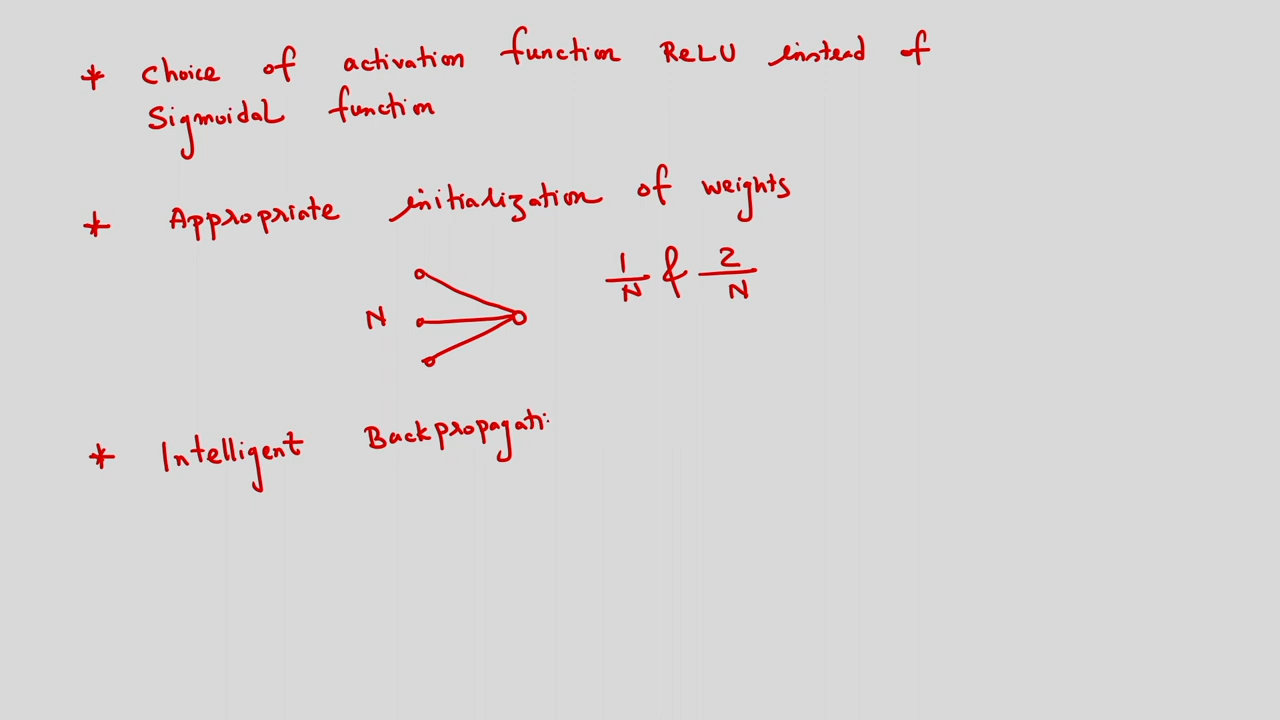 * Choice of activation function ReLU instead of
Sigmoidal function
* Appropriate initialization of weights
N
1/N & 2/N
* Intelligent Backpropagati